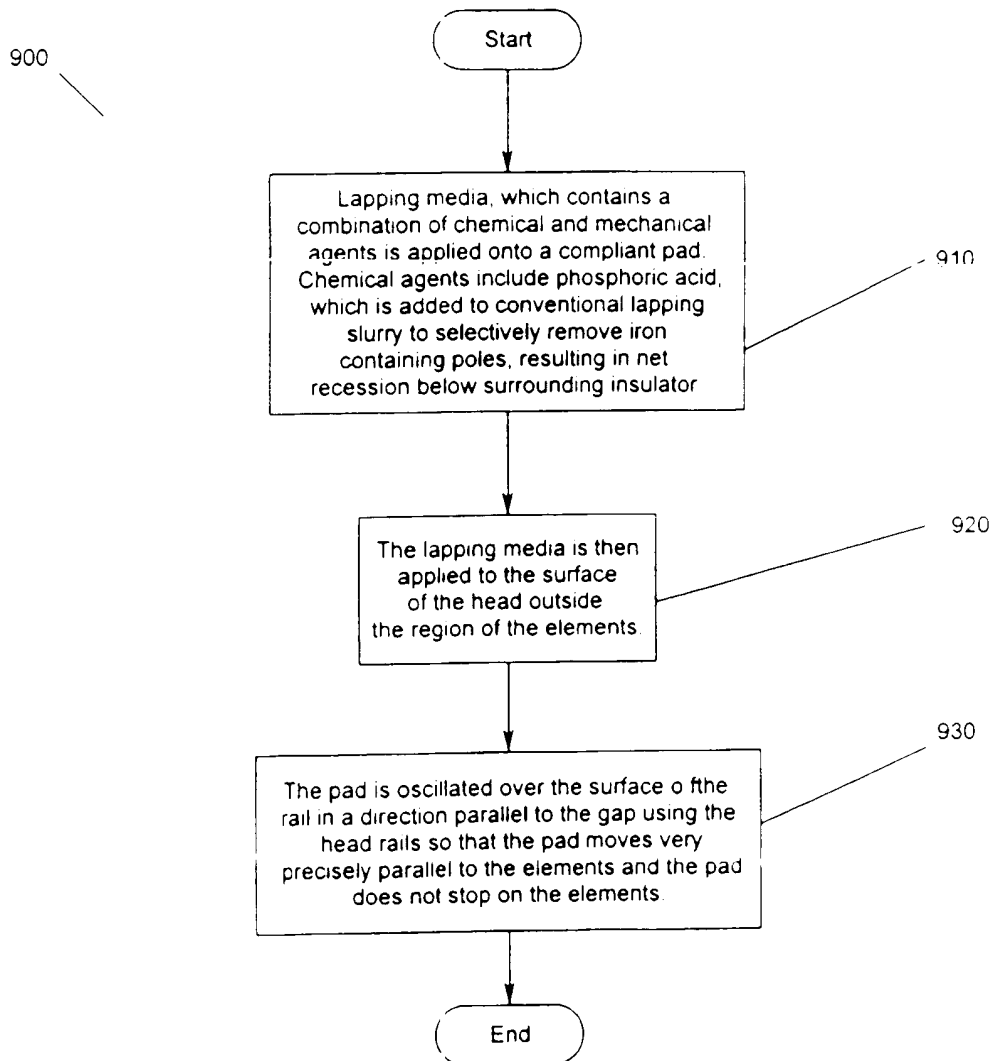 Start
900
Lapping media, which contains a
combination of chemical and mechanical
agents is applied onto a compliant pad.
Chemical agents include phosphoric acid,
which is added to conventional lapping
slurry to selectively remove iron
containing poles, resulting in net
recession below surrounding insulator
910
The lapping media is then
applied to the surface
of the head outside
the region of the elements.
920
The pad is oscillated over the surface o fthe
rail in a direction parallel to the gap using the
head rails so that the pad moves very
precisely parallel to the elements and the pad
does not stop on the elements.
930
End